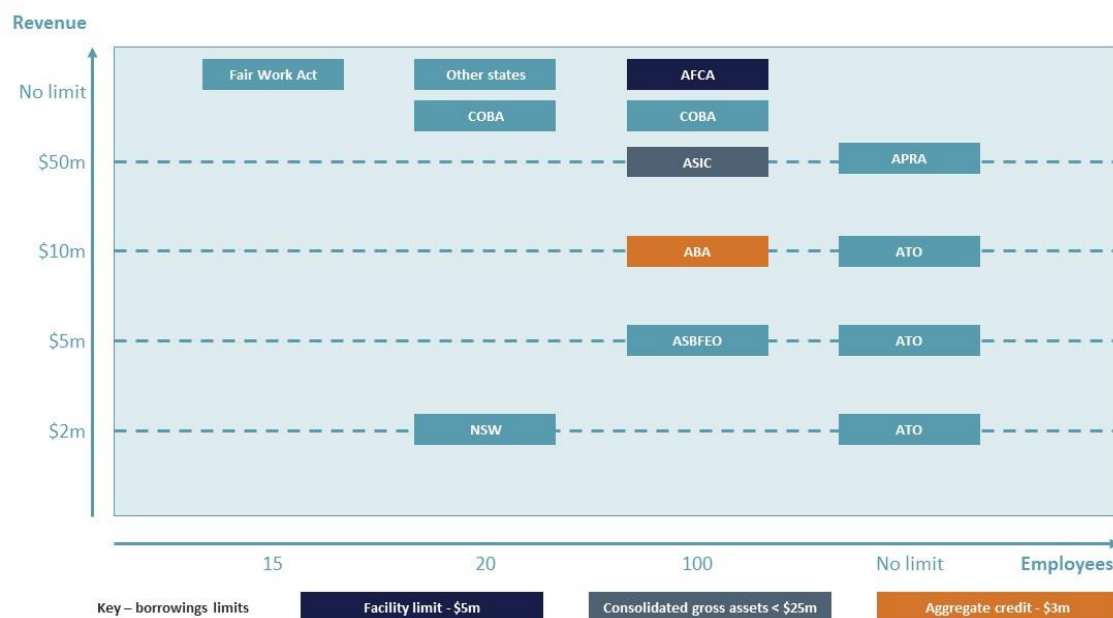 Revenue
Fair Work Act Other states AFCA
No limit
COBA COBA
$50m ASIC APRA
$10m ABA ATO
$5m ASBFEO ATO
$2m NSW ATO
15 20 100 No limit Employees
Key – borrowings limits Facility limit - $5m Consolidated gross assets < $25m Aggregate credit - $3m